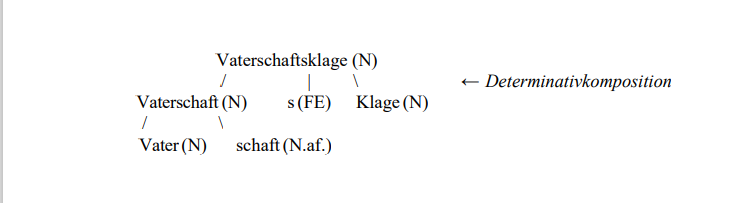 Vaterschaftsklage (N)
/ | \
← Determinativkomposition
Vaterschaft (N) s (FE) Klage (N)
/ \
Vater (N) schaft (N.af.)